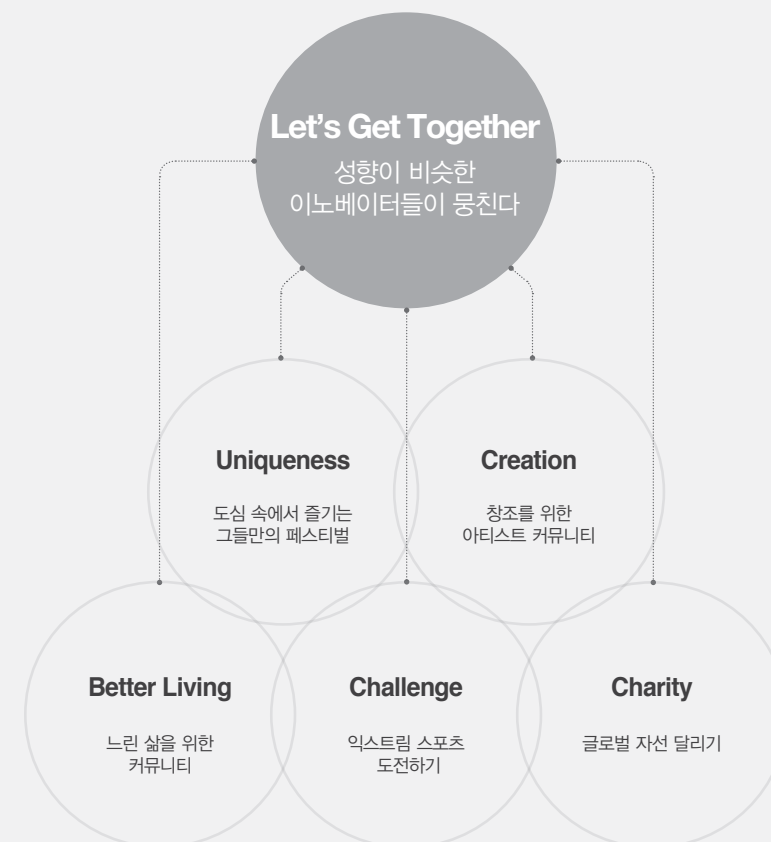 Let's Get Together
성향이 비슷한
이노베이터들이 뭉친다
Uniqueness
도심 속에서 즐기는
그들만의 페스티벌
Creation
창조를 위한
아티스트 커뮤니티
Better Living
느린 삶을 위한
커뮤니티
Challenge
익스트림 스포츠
도전하기
Charity
글로벌 자선 달리기